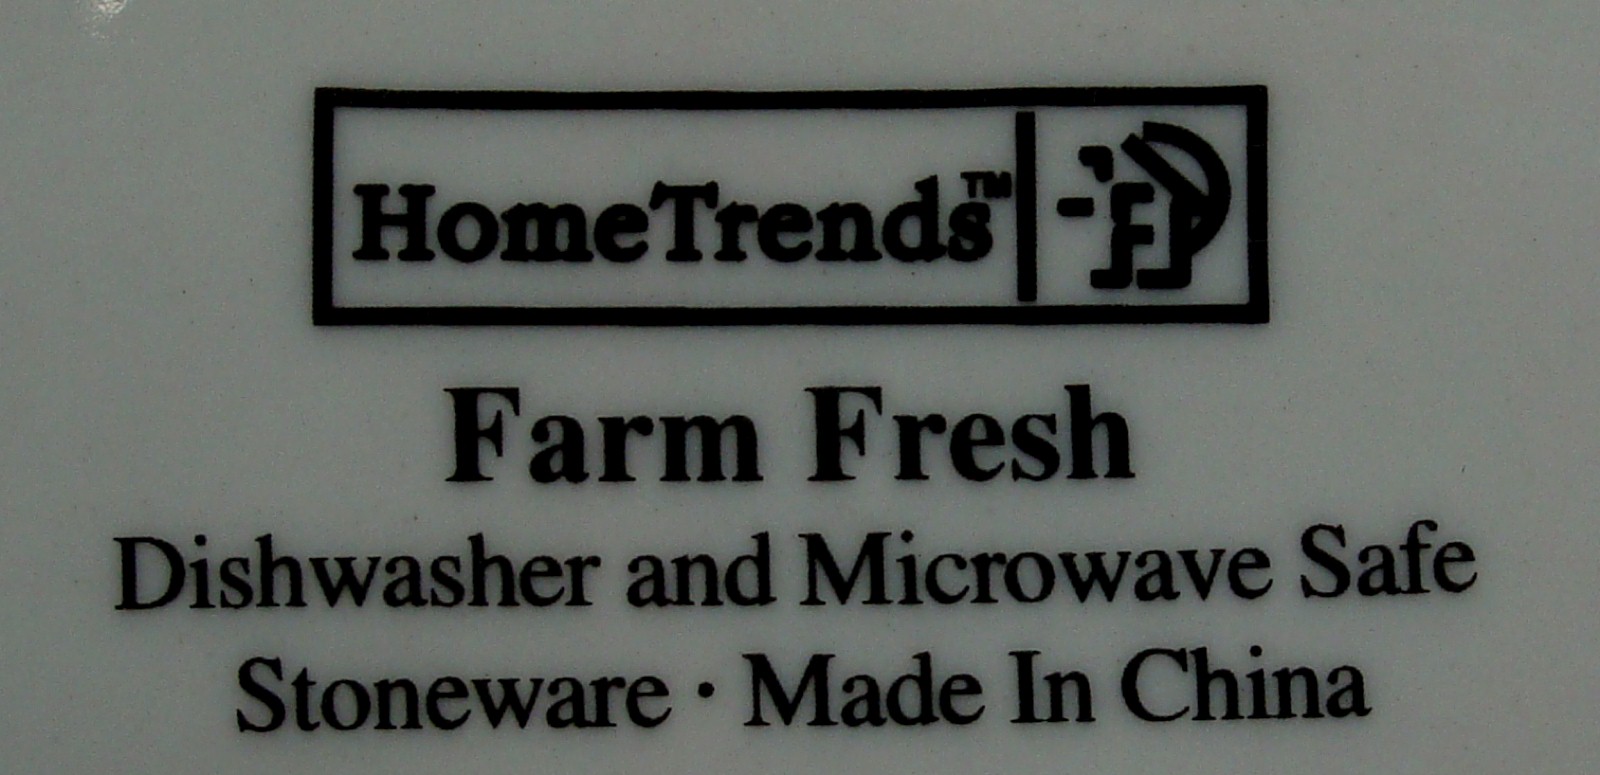 HomeTrends™
Farm Fresh
Dishwasher and Microwave Safe
Stoneware · Made In China